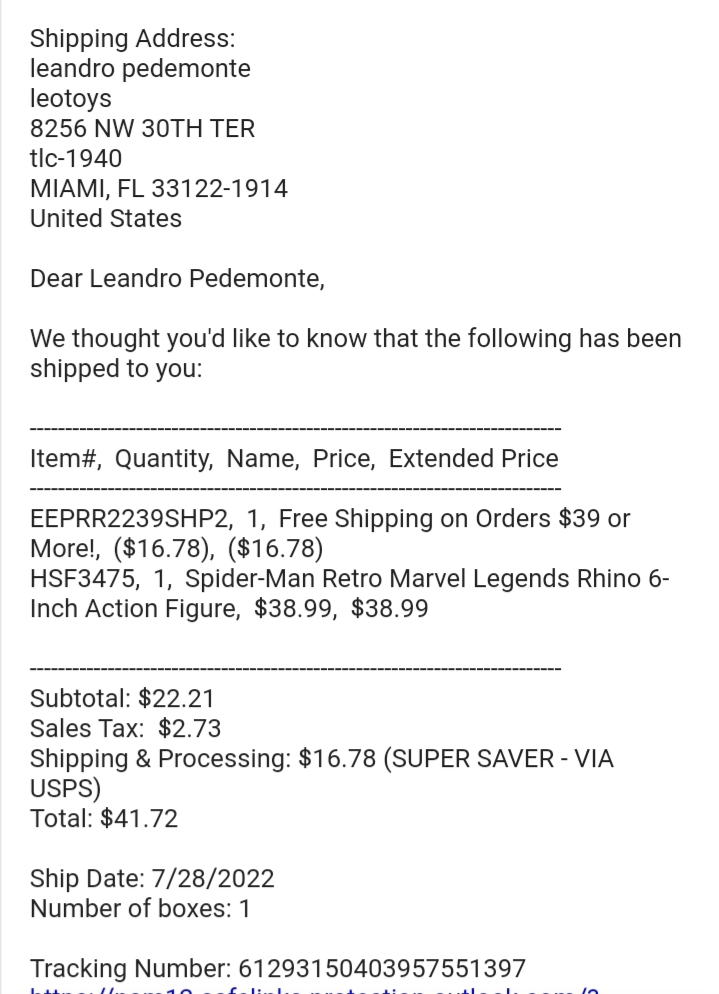 Shipping Address:
leandro pedemonte
leotoys
8256 NW 30TH TER
tlc-1940
MIAMI, FL 33122-1914
United States
Dear Leandro Pedemonte,
We thought you'd like to know that the following has been
shipped to you:
---------------------------------------------------------------------------
Item#,  Quantity,  Name,  Price,  Extended Price
---------------------------------------------------------------------------
EEPRR2239SHP2,  1,  Free Shipping on Orders $39 or
More!,  ($16.78),  ($16.78)
HSF3475,  1,  Spider-Man Retro Marvel Legends Rhino 6-
Inch Action Figure,  $38.99,  $38.99
---------------------------------------------------------------------------
Subtotal: $22.21
Sales Tax:  $2.73
Shipping & Processing: $16.78 (SUPER SAVER - VIA
USPS)
Total: $41.72
Ship Date: 7/28/2022
Number of boxes: 1
Tracking Number: 61293150403957551397